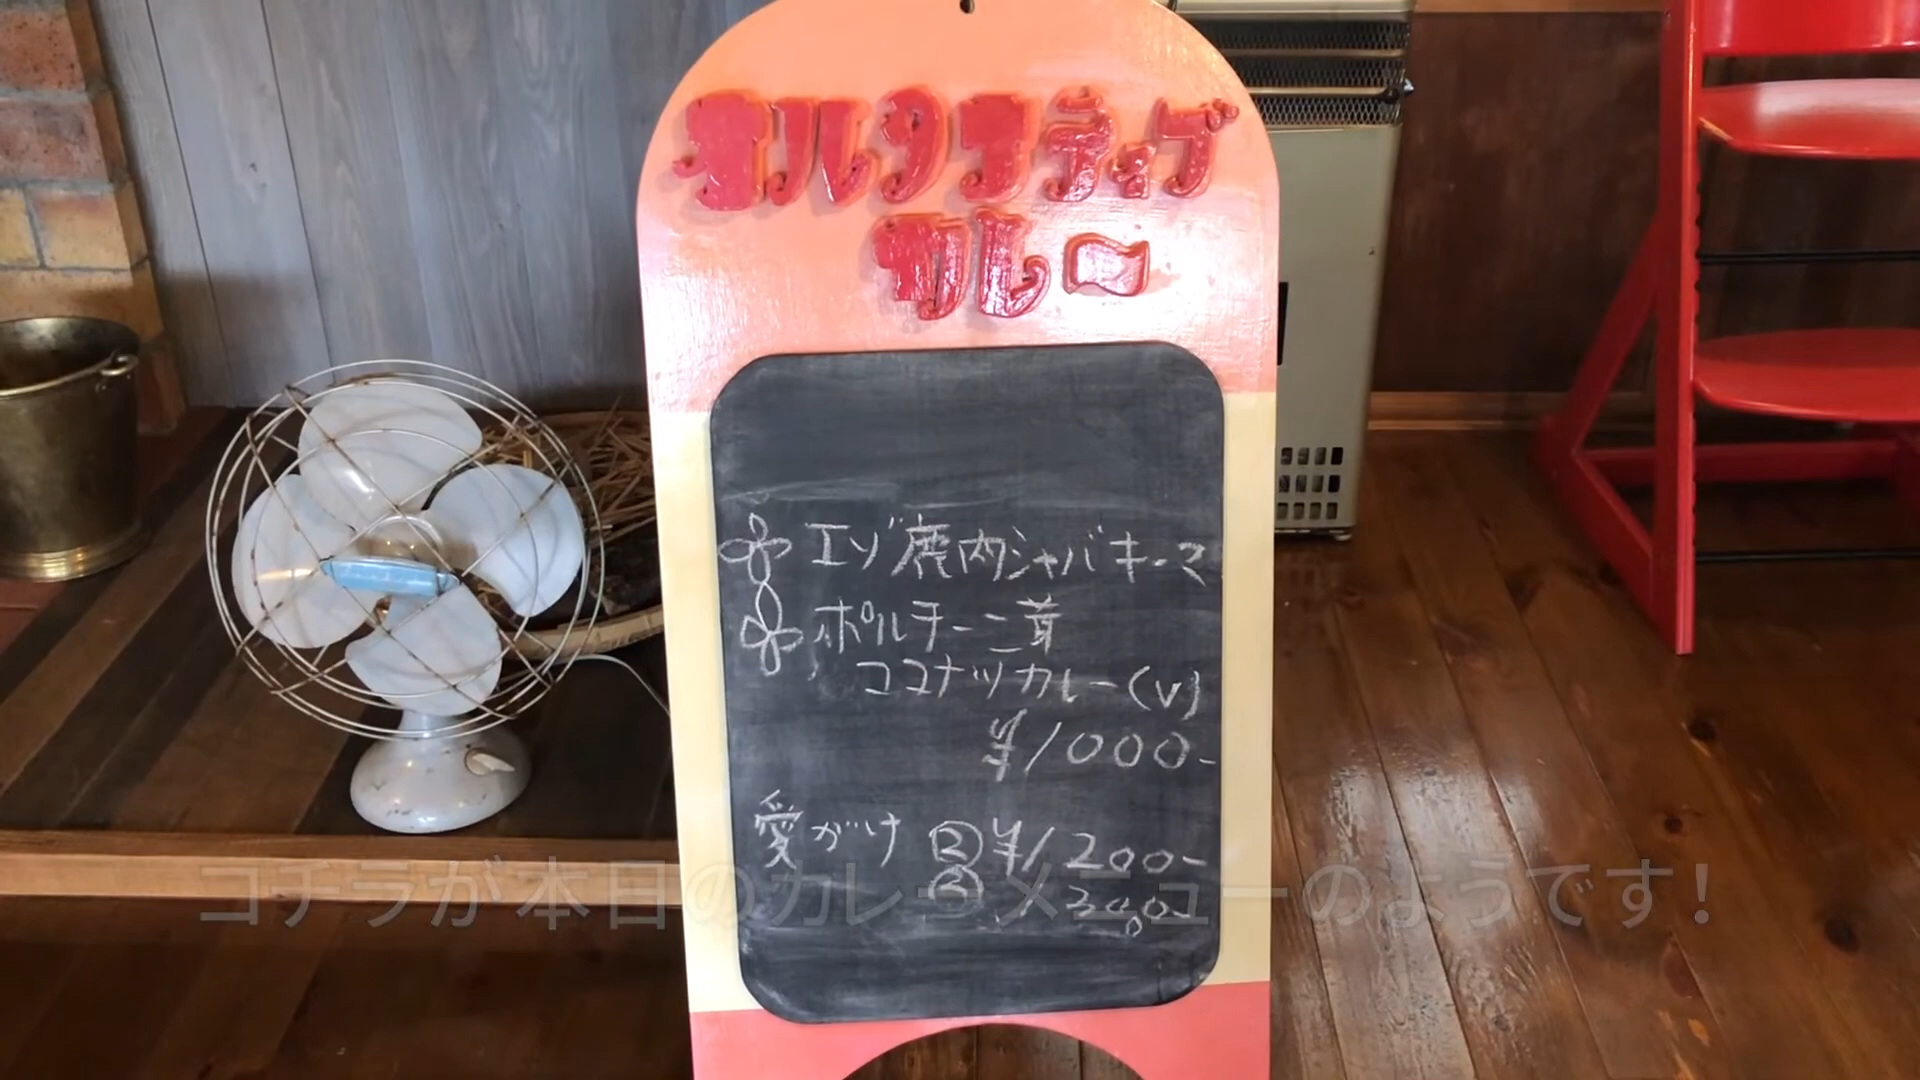 オルタナティヴ
カレー
エゾ鹿肉シャバキーマ
ポルチーニ茸
ココナッツカレー(V)
¥1000-
愛がけ ② ¥1200-
コチラが本日のカレーメニューのようです!